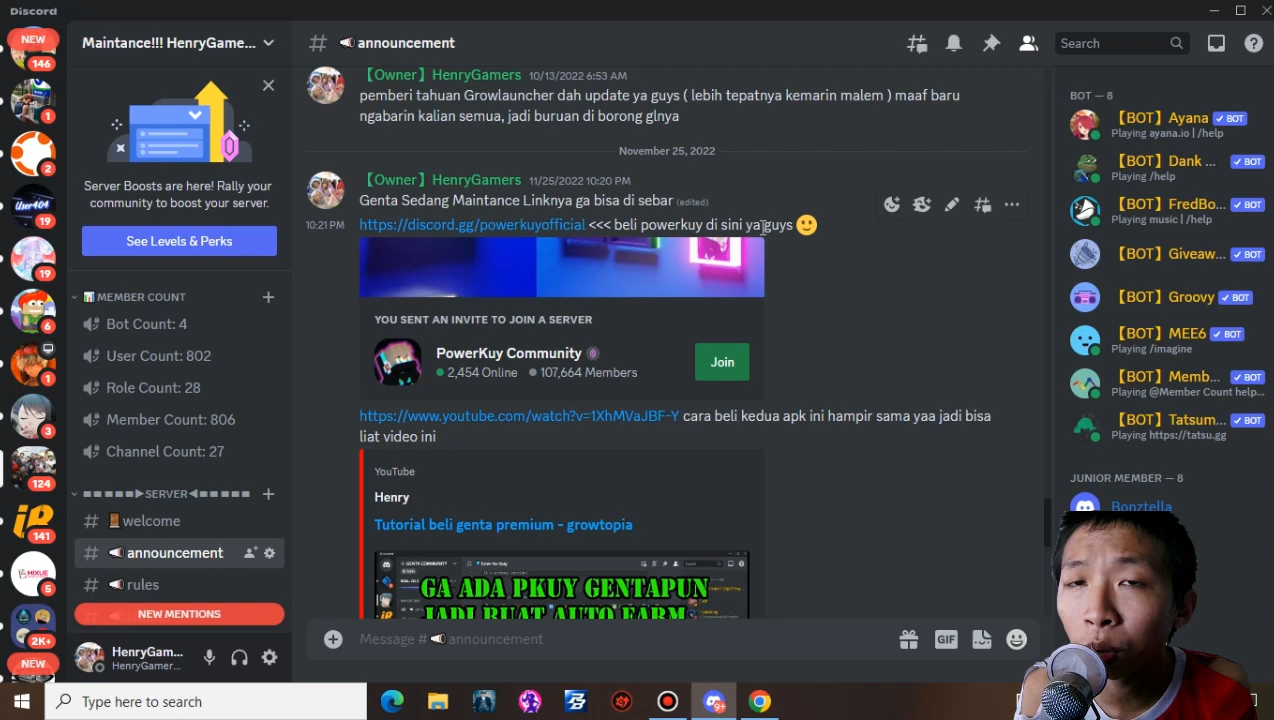 Discord
NEW
146
1
2
User404
19
19
6
1
3
124
141
MIXUE
5
2K+
NEW
Maintance!!! HenryGame...
Server Boosts are here! Rally your
community to boost your server.
See Levels & Perks
MEMBER COUNT
Bot Count: 4
User Count: 802
Role Count: 28
Member Count: 806
Channel Count: 27
SERVER
welcome
announcement
rules
NEW MENTIONS
HenryGam...
HenryGamer...
announcement
Search
【Owner】HenryGamers 10/13/2022 6:53 AM
pemberi tahuan Growlauncher dah update ya guys ( lebih tepatnya kemarin malem ) maaf baru
ngabarin kalian semua, jadi buruan di borong glnya
November 25, 2022
【Owner】HenryGamers 11/25/2022 10:20 PM
Genta Sedang Maintance Linknya ga bisa di sebar (edited)
10:21 PM https://discord.gg/powerkuyofficial <<< beli powerkuy di sini ya guys
YOU SENT AN INVITE TO JOIN A SERVER
PowerKuy Community
2,454 Online 107,664 Members
Join
https://www.youtube.com/watch?v=1XhMVaJBF-Y cara beli kedua apk ini hampir sama yaa jadi bisa
liat video ini
YouTube
Henry
Tutorial beli genta premium - growtopia
GA ADA PKUY GENTAPUN
JADI BUAT AUTO FARM
Message # announcement
GIF
BOT — 8
【BOT】Ayana BOT
Playing ayana.io | /help
【BOT】Dank ... BOT
Playing /help
【BOT】FredBo... BOT
Playing music | /help
【BOT】Giveaw... BOT
【BOT】Groovy BOT
【BOT】MEE6 BOT
Playing /imagine
【BOT】Memb... BOT
Playing @Member Count help...
【BOT】Tatsum... BOT
Playing https://tatsu.gg
JUNIOR MEMBER — 8
Bonztella
Type here to search
9+